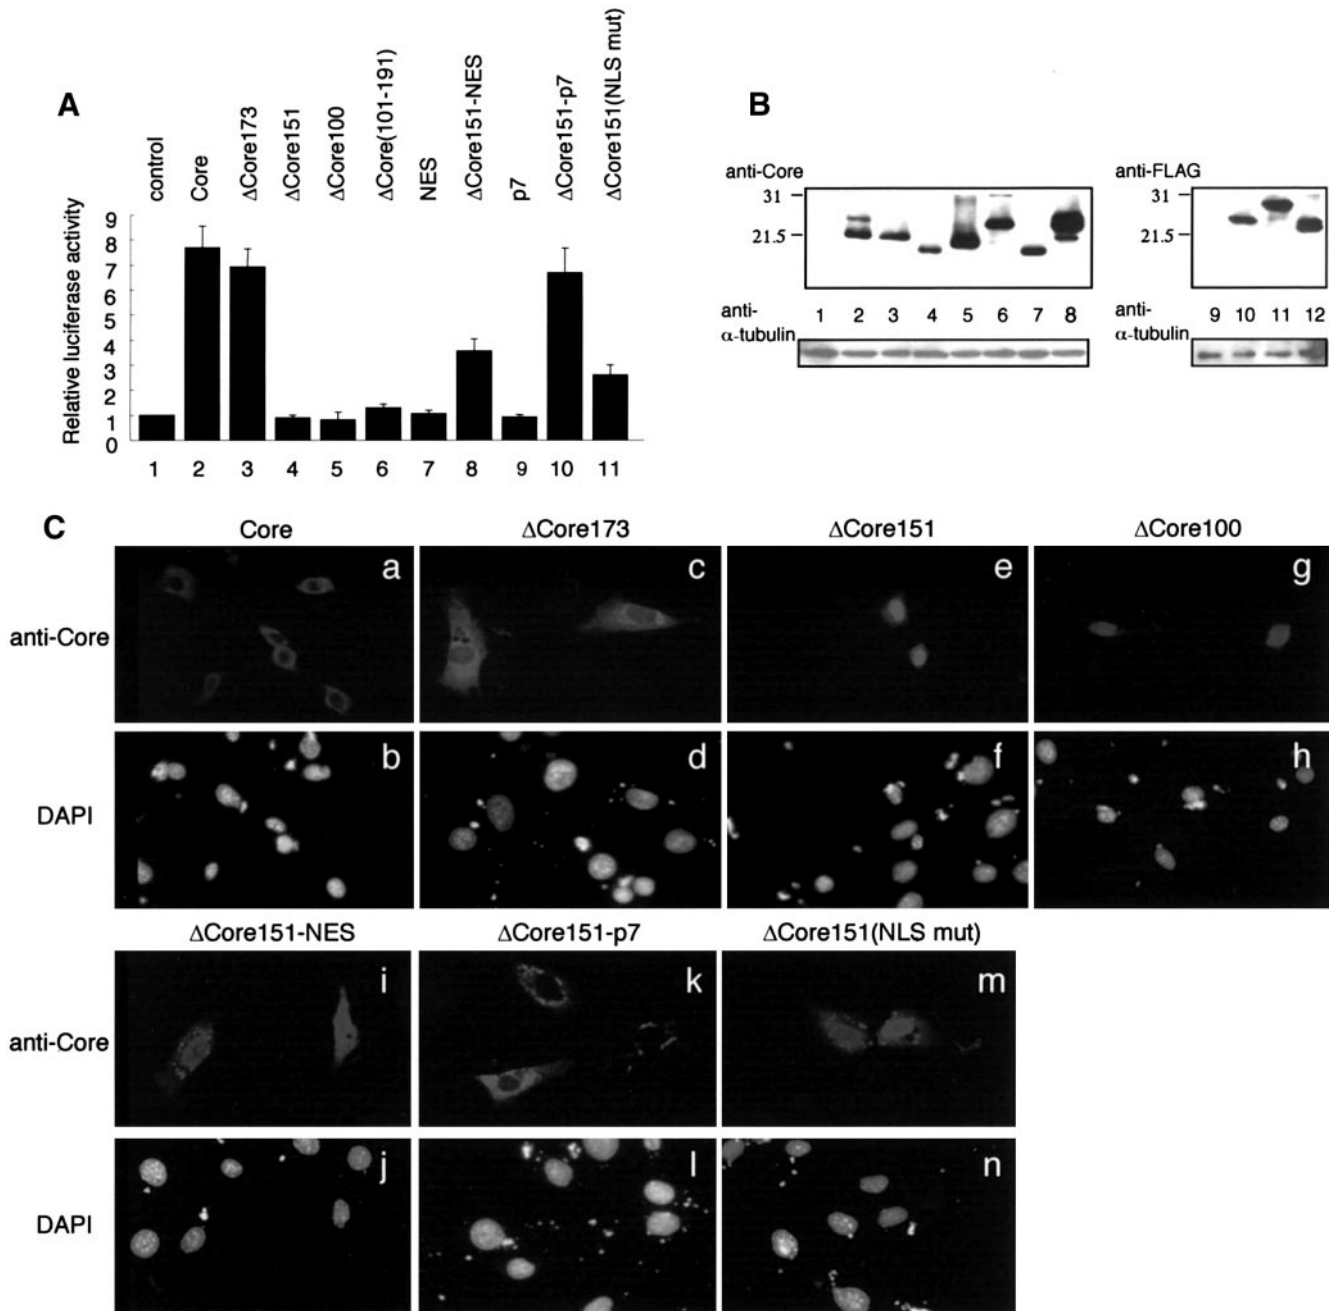 A
control
Core
ΔCore173
ΔCore151
ΔCore100
ΔCore(101-191)
NES
ΔCore151-NES
p7
ΔCore151-p7
ΔCore151(NLS mut)
Relative luciferase activity
9
8
7
6
5
4
3
2
1
0
1 2 3 4 5 6 7 8 9 10 11
B
anti-Core
31
21.5
anti-α-tubulin
1 2 3 4 5 6 7 8
anti-FLAG
31
21.5
anti-α-tubulin
9 10 11 12
C
Core ΔCore173 ΔCore151 ΔCore100
anti-Core
a c e g
DAPI
b d f h
ΔCore151-NES ΔCore151-p7 ΔCore151(NLS mut)
anti-Core
i k m
DAPI
j l n